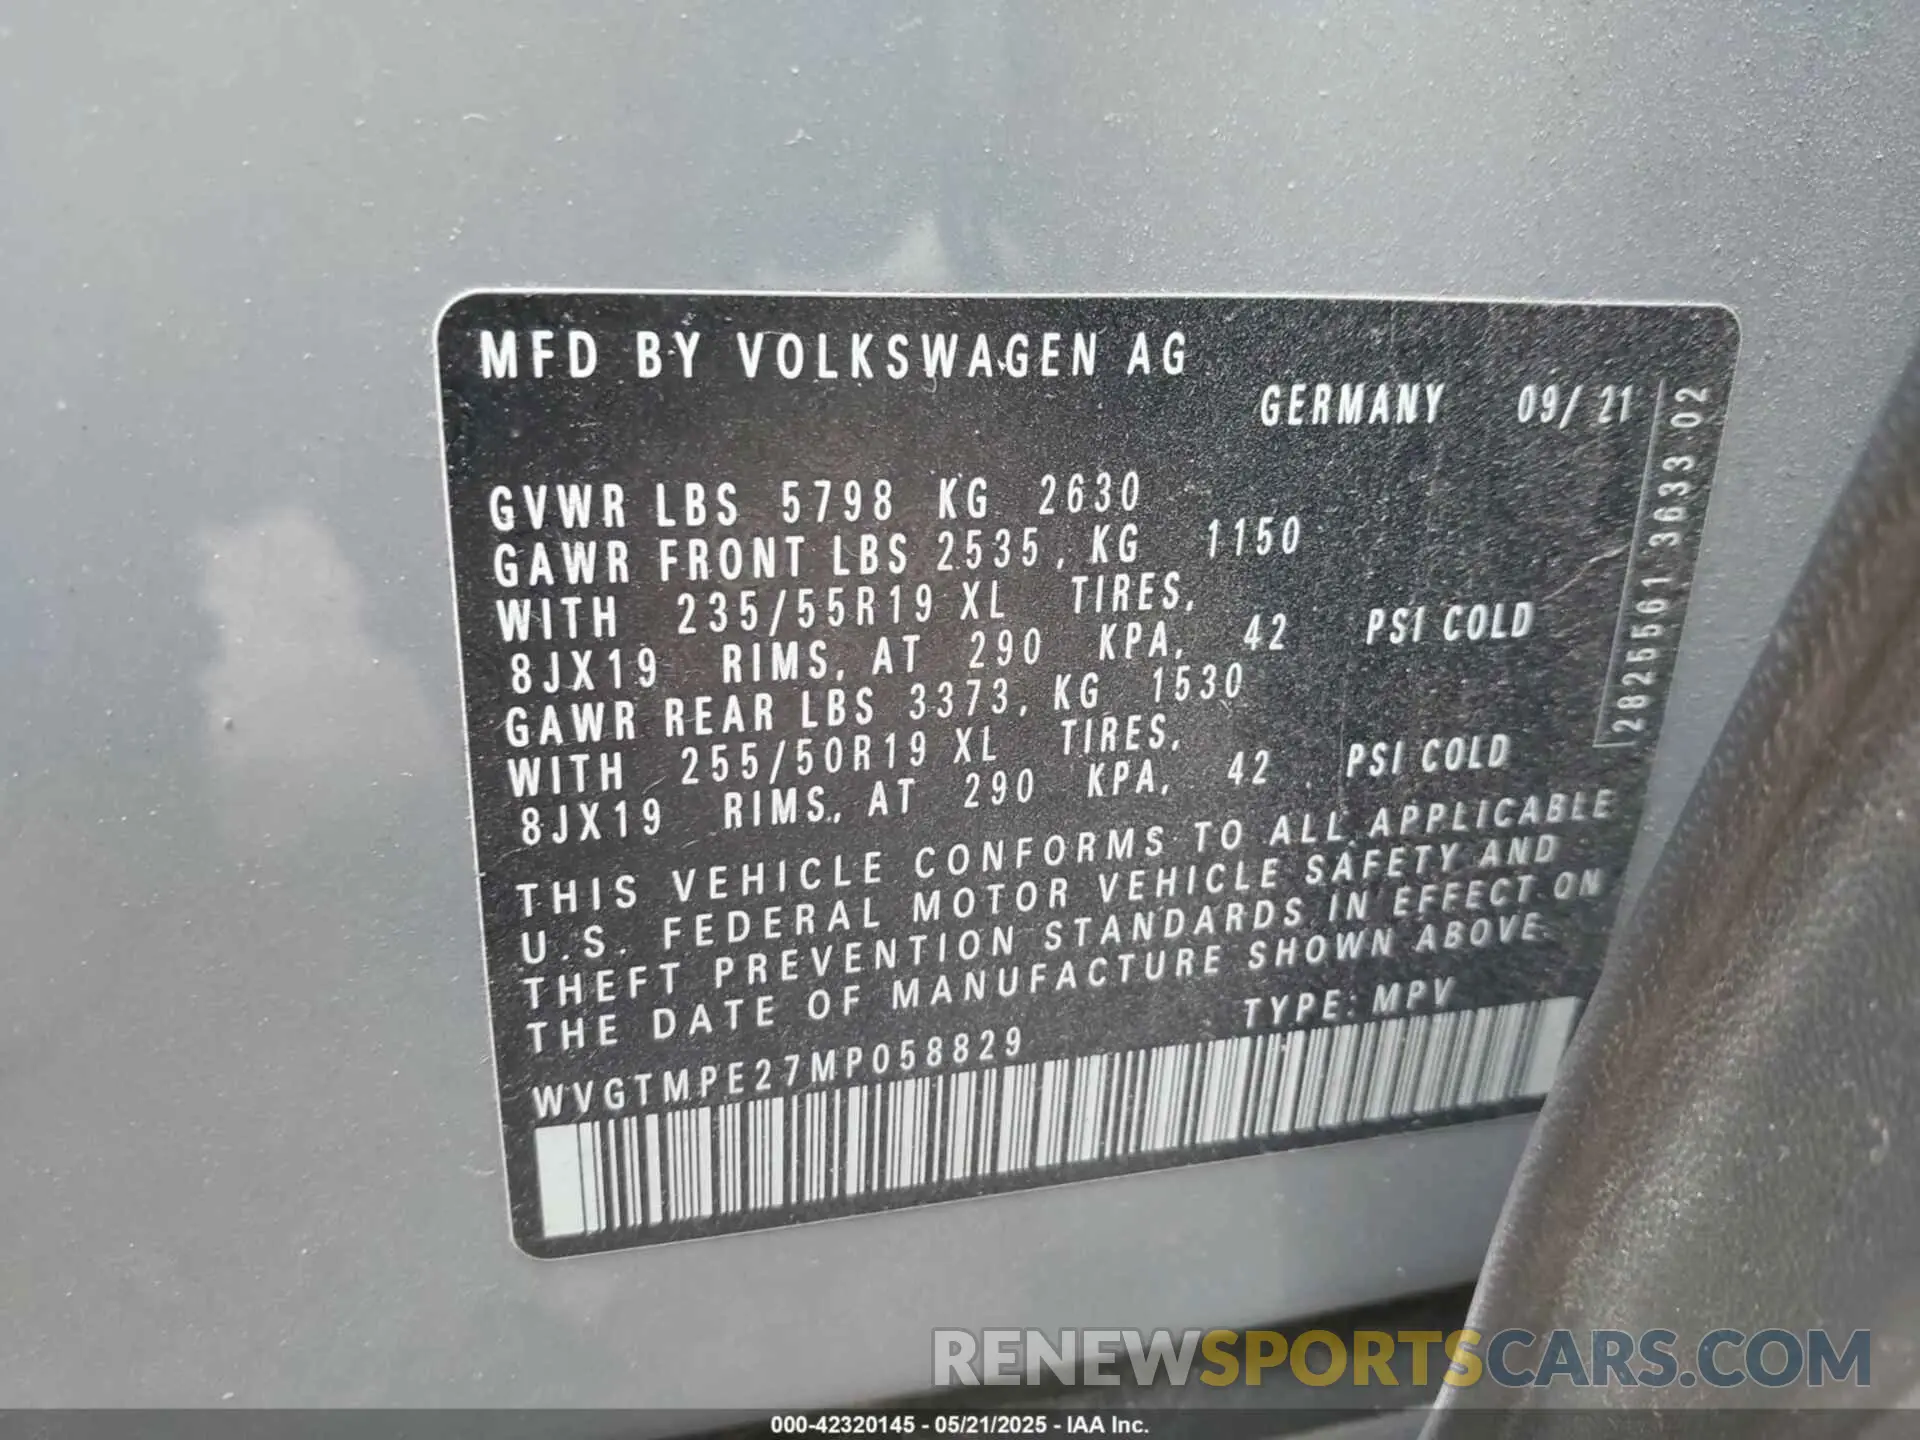 MFD BY VOLKSWAGEN AG
GERMANY 09/21
GVWR LBS 5798 KG 2630
GAWR FRONT LBS 2535, KG 1150
WITH 235/55R19 XL TIRES,
8JX19 RIMS, AT 290 KPA, 42 PSI COLD
GAWR REAR LBS 3373, KG 1530
WITH 255/50R19 XL TIRES,
8JX19 RIMS, AT 290 KPA, 42 PSI COLD
THIS VEHICLE CONFORMS TO ALL APPLICABLE
U.S. FEDERAL MOTOR VEHICLE SAFETY AND
THEFT PREVENTION STANDARDS IN EFFECT ON
THE DATE OF MANUFACTURE SHOWN ABOVE.
TYPE: MPV
WVGTMPE27MP058829
2825561 3633 02
RENEWSPORTSCARS.COM
000-42320145 - 05/21/2025 - IAA Inc.